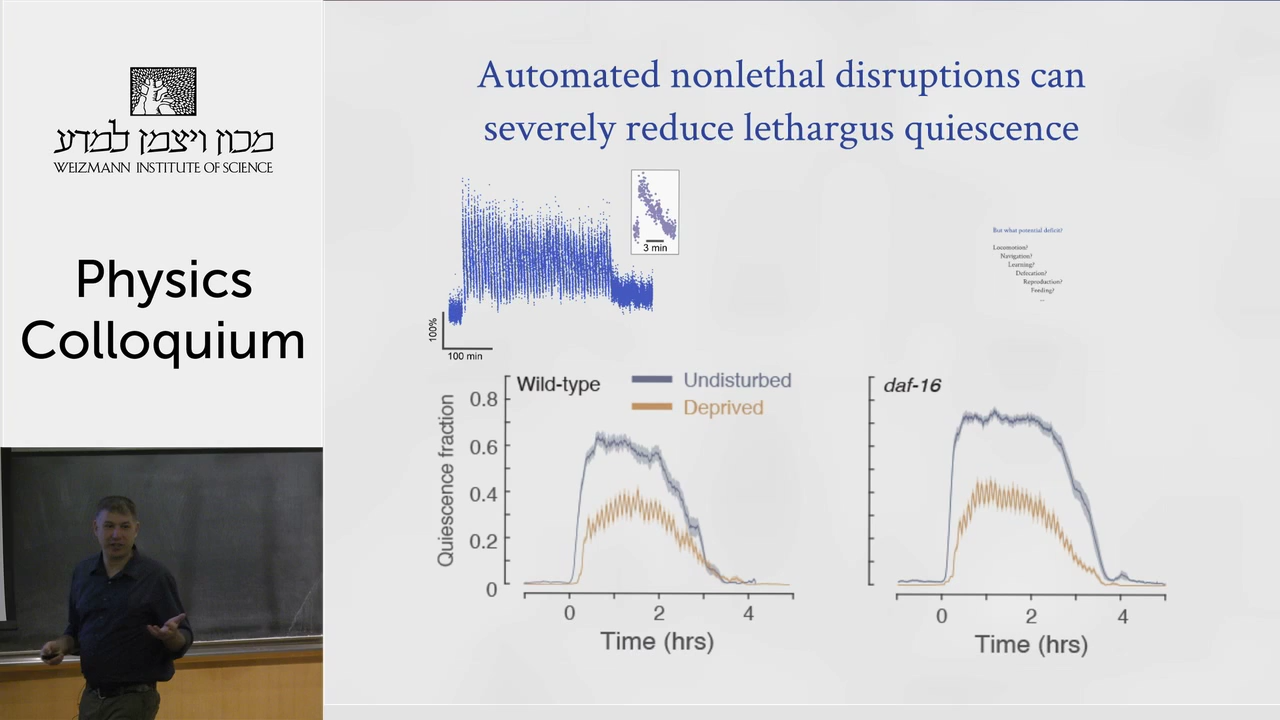 מכון ויצמן למדע
WEIZMANN INSTITUTE OF SCIENCE
Physics
Colloquium
Automated nonlethal disruptions can
severely reduce lethargus quiescence
3 min
100%
100 min
But what potential deficit?
Locomotion?
Navigation?
Learning?
Defecation?
Reproduction?
Feeding?
...
Wild-type
Undisturbed
Deprived
Quiescence fraction
0.8
0.6
0.4
0.2
0
0 2 4
Time (hrs)
daf-16
0 2 4
Time (hrs)